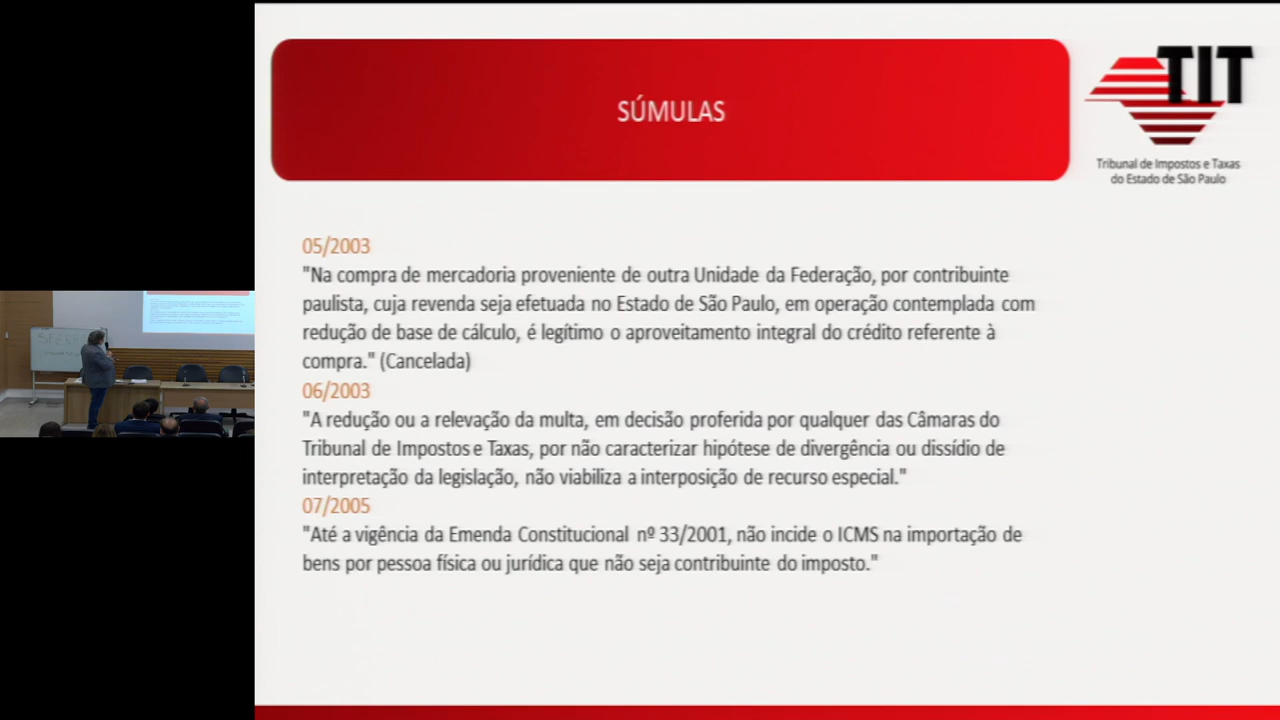 SÚMULAS
TIT
Tribunal de Impostos e Taxas
do Estado de São Paulo
05/2003
"Na compra de mercadoria proveniente de outra Unidade da Federação, por contribuinte
paulista, cuja revenda seja efetuada no Estado de São Paulo, em operação contemplada com
redução de base de cálculo, é legítimo o aproveitamento integral do crédito referente à
compra." (Cancelada)
06/2003
"A redução ou a relevação da multa, em decisão proferida por qualquer das Câmaras do
Tribunal de Impostos e Taxas, por não caracterizar hipótese de divergência ou dissídio de
interpretação da legislação, não viabiliza a interposição de recurso especial."
07/2005
"Até a vigência da Emenda Constitucional nº 33/2001, não incide o ICMS na importação de
bens por pessoa física ou jurídica que não seja contribuinte do imposto."